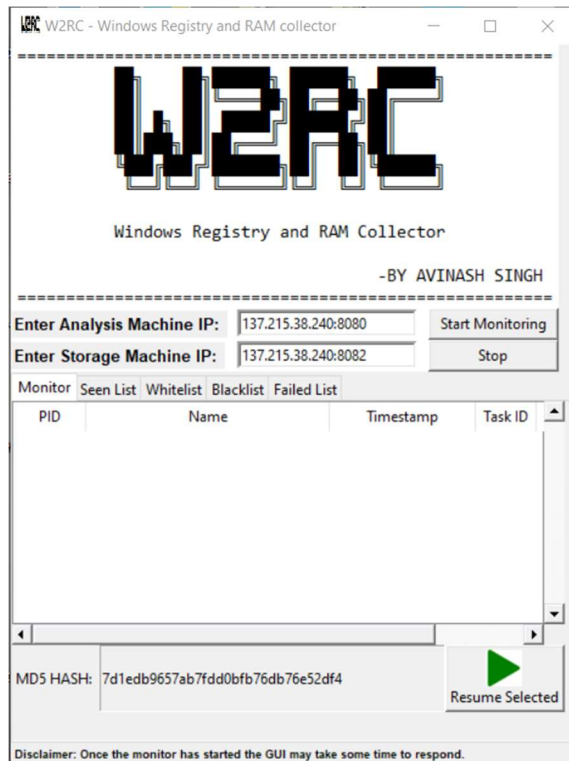 W2RC - Windows Registry and RAM collector
W2RC
Windows Registry and RAM Collector
-BY AVINASH SINGH
Enter Analysis Machine IP: 137.215.38.240:8080 Start Monitoring
Enter Storage Machine IP: 137.215.38.240:8082 Stop
Monitor Seen List Whitelist Blacklist Failed List
PID Name Timestamp Task ID
MD5 HASH: 7d1edb9657ab7fdd0bfb76db76e52df4
Resume Selected
Disclaimer: Once the monitor has started the GUI may take some time to respond.